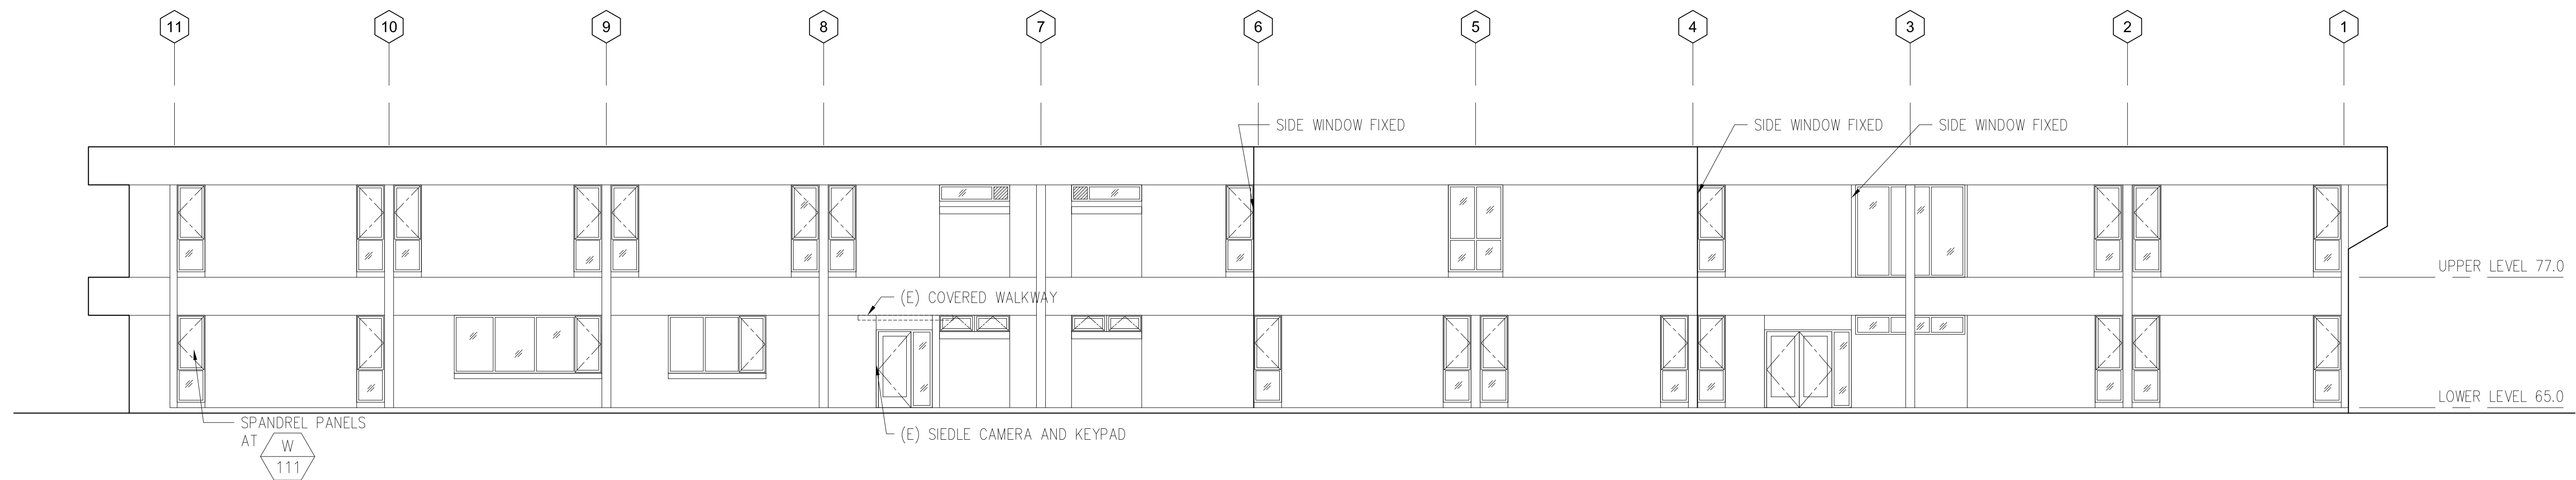 11 10 9 8 7 6 5 4 3 2 1
SIDE WINDOW FIXED
SIDE WINDOW FIXED
SIDE WINDOW FIXED
UPPER LEVEL 77.0
(E) COVERED WALKWAY
LOWER LEVEL 65.0
SPANDREL PANELS
AT
W
111
(E) SIEDLE CAMERA AND KEYPAD